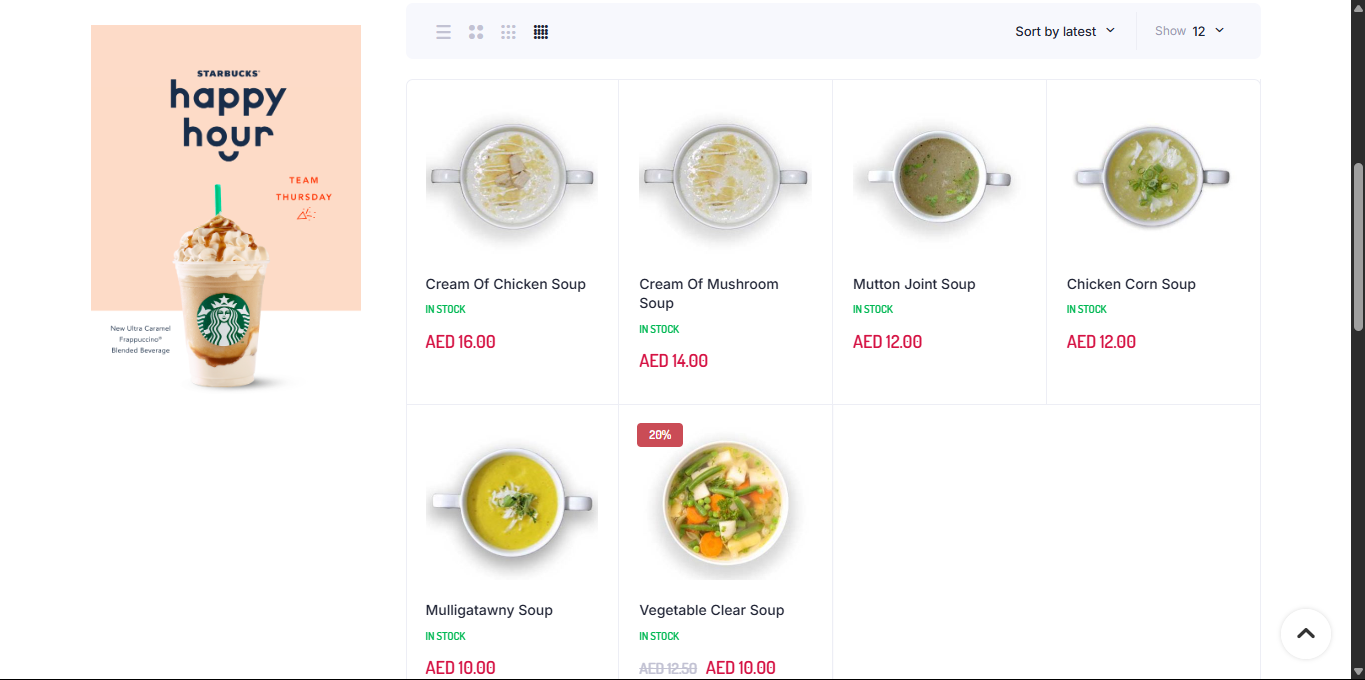 STARBUCKS
happy
hour
TEAM
THURSDAY
New Ultra Caramel
Frappuccino®
Blended Beverage
Sort by latest
Show 12
Cream Of Chicken Soup
IN STOCK
AED 16.00
Cream Of Mushroom
Soup
IN STOCK
AED 14.00
Mutton Joint Soup
IN STOCK
AED 12.00
Chicken Corn Soup
IN STOCK
AED 12.00
Mulligatawny Soup
IN STOCK
AED 10.00
20%
Vegetable Clear Soup
IN STOCK
AED 12.50 AED 10.00